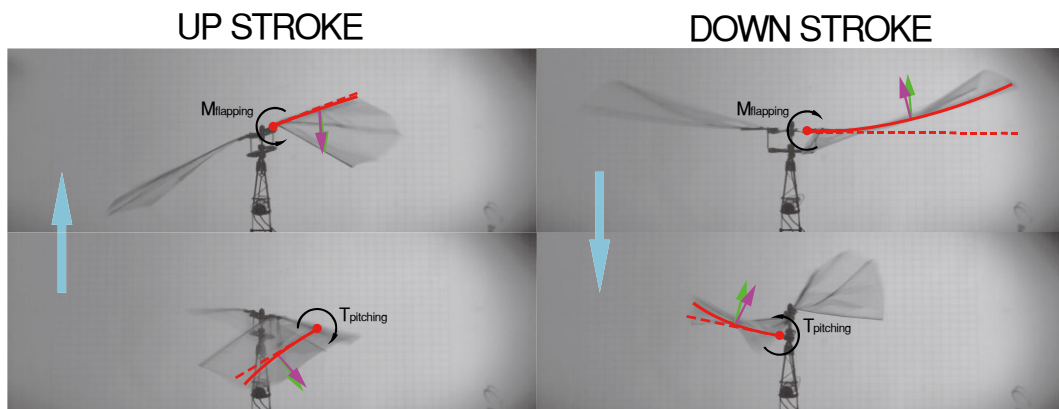 UP STROKE
DOWN STROKE
Mflapping
Mflapping
Tpitching
Tpitching